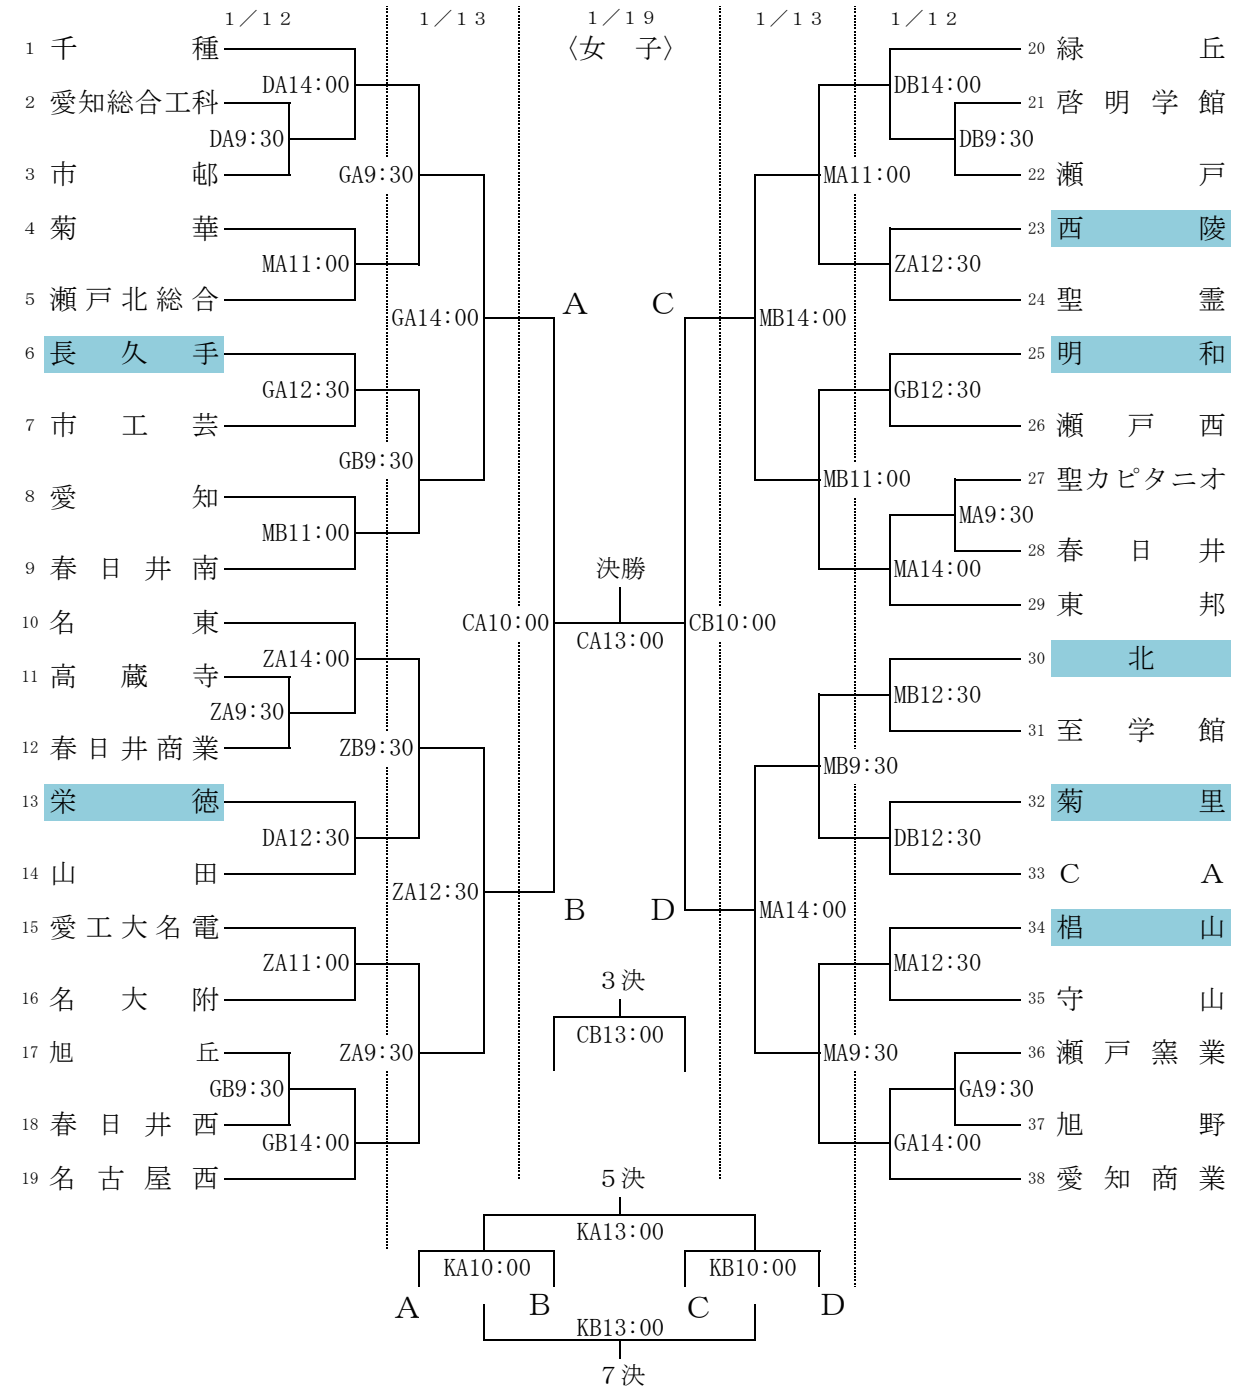 1／12
1／13
1／19
1／13
1／12
〈女　子〉
1 千種
DA14:00
2 愛知総合工科
DA9:30
3 市邨
GA9:30
4 菊華
MA11:00
5 瀬戸北総合
GA14:00
A
6 長久手
GA12:30
7 市工芸
GB9:30
8 愛知
MB11:00
9 春日井南
10 名東
ZA14:00
11 高蔵寺
ZA9:30
12 春日井商業
ZB9:30
13 栄徳
DA12:30
14 山田
ZA12:30
B
15 愛工大名電
ZA11:00
16 名大附
17 旭丘
ZA9:30
GB9:30
18 春日井西
GB14:00
19 名古屋西
CA10:00
決勝
CA13:00
CB10:00
3決
CB13:00
20 緑丘
DB14:00
21 啓明学館
DB9:30
22 瀬戸
MA11:00
23 西陵
ZA12:30
24 聖霊
C
MB14:00
25 明和
GB12:30
26 瀬戸西
MB11:00
27 聖カピタニオ
MA9:30
28 春日井
MA14:00
29 東邦
30 北
MB12:30
31 至学館
MB9:30
32 菊里
DB12:30
33 CA
D
MA14:00
34 椙山
MA12:30
35 守山
36 瀬戸窯業
MA9:30
GA9:30
37 旭野
GA14:00
38 愛知商業
5決
KA13:00
KA10:00
KB10:00
A
B
C
D
KB13:00
7決